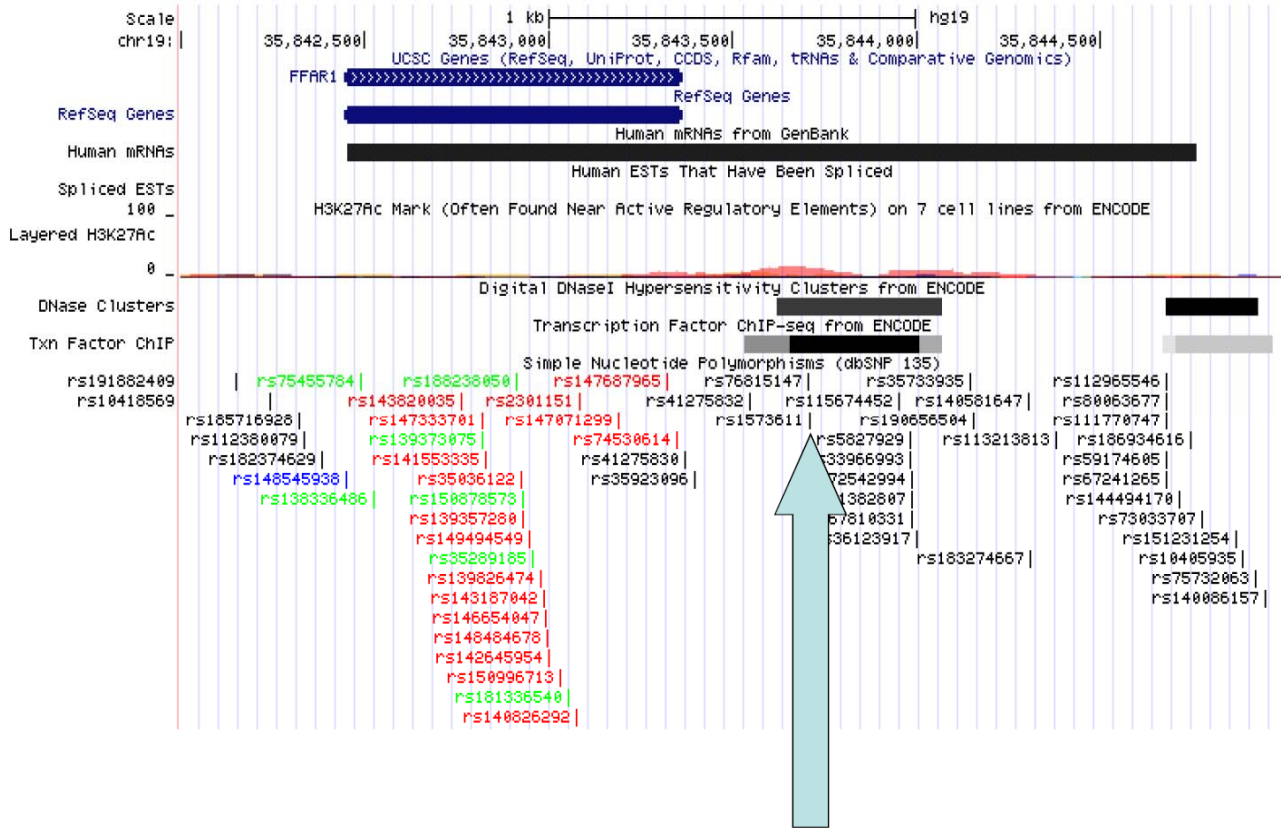 Scale 1 kb hg19
chr19: 35,842,500 35,843,000 35,843,500 35,844,000 35,844,500
UCSC Genes (RefSeq, UniProt, CCDS, Rfam, tRNAs & Comparative Genomics)
FFAR1
RefSeq Genes
RefSeq Genes
Human mRNAs from GenBank
Human mRNAs
Human ESTs That Have Been Spliced
Spliced ESTs
100
H3K27Ac Mark (Often Found Near Active Regulatory Elements) on 7 cell lines from ENCODE
Layered H3K27Ac
0
Digital DNaseI Hypersensitivity Clusters from ENCODE
DNase Clusters
Transcription Factor ChIP-seq from ENCODE
Txn Factor ChIP
Simple Nucleotide Polymorphisms (dbSNP 135)
rs191882409 rs75455784 rs188238050 rs147687965 rs76815147 rs35733935 rs112965546
rs10418569 rs143820035 rs2301151 rs41275832 rs115674452 rs140581647 rs80063677
rs185716928 rs147333701 rs147071299 rs1573611 rs190656504 rs111770747
rs112380079 rs139373075 rs74530614 rs5827929 rs113213813 rs186934616
rs182374629 rs141553335 rs41275830 rs33966993 rs59174605
rs148545938 rs35036122 rs35923096 72542994 rs67241265
rs138336486 rs150878573 1382807 rs144494170
rs139357280 67810331 rs73033707
rs149494549 rs36123917 rs151231254
rs35289185 rs183274667 rs10405935
rs139826474 rs75732063
rs143187042 rs140086157
rs146654047
rs148484678
rs142645954
rs150996713
rs181336540
rs140826292